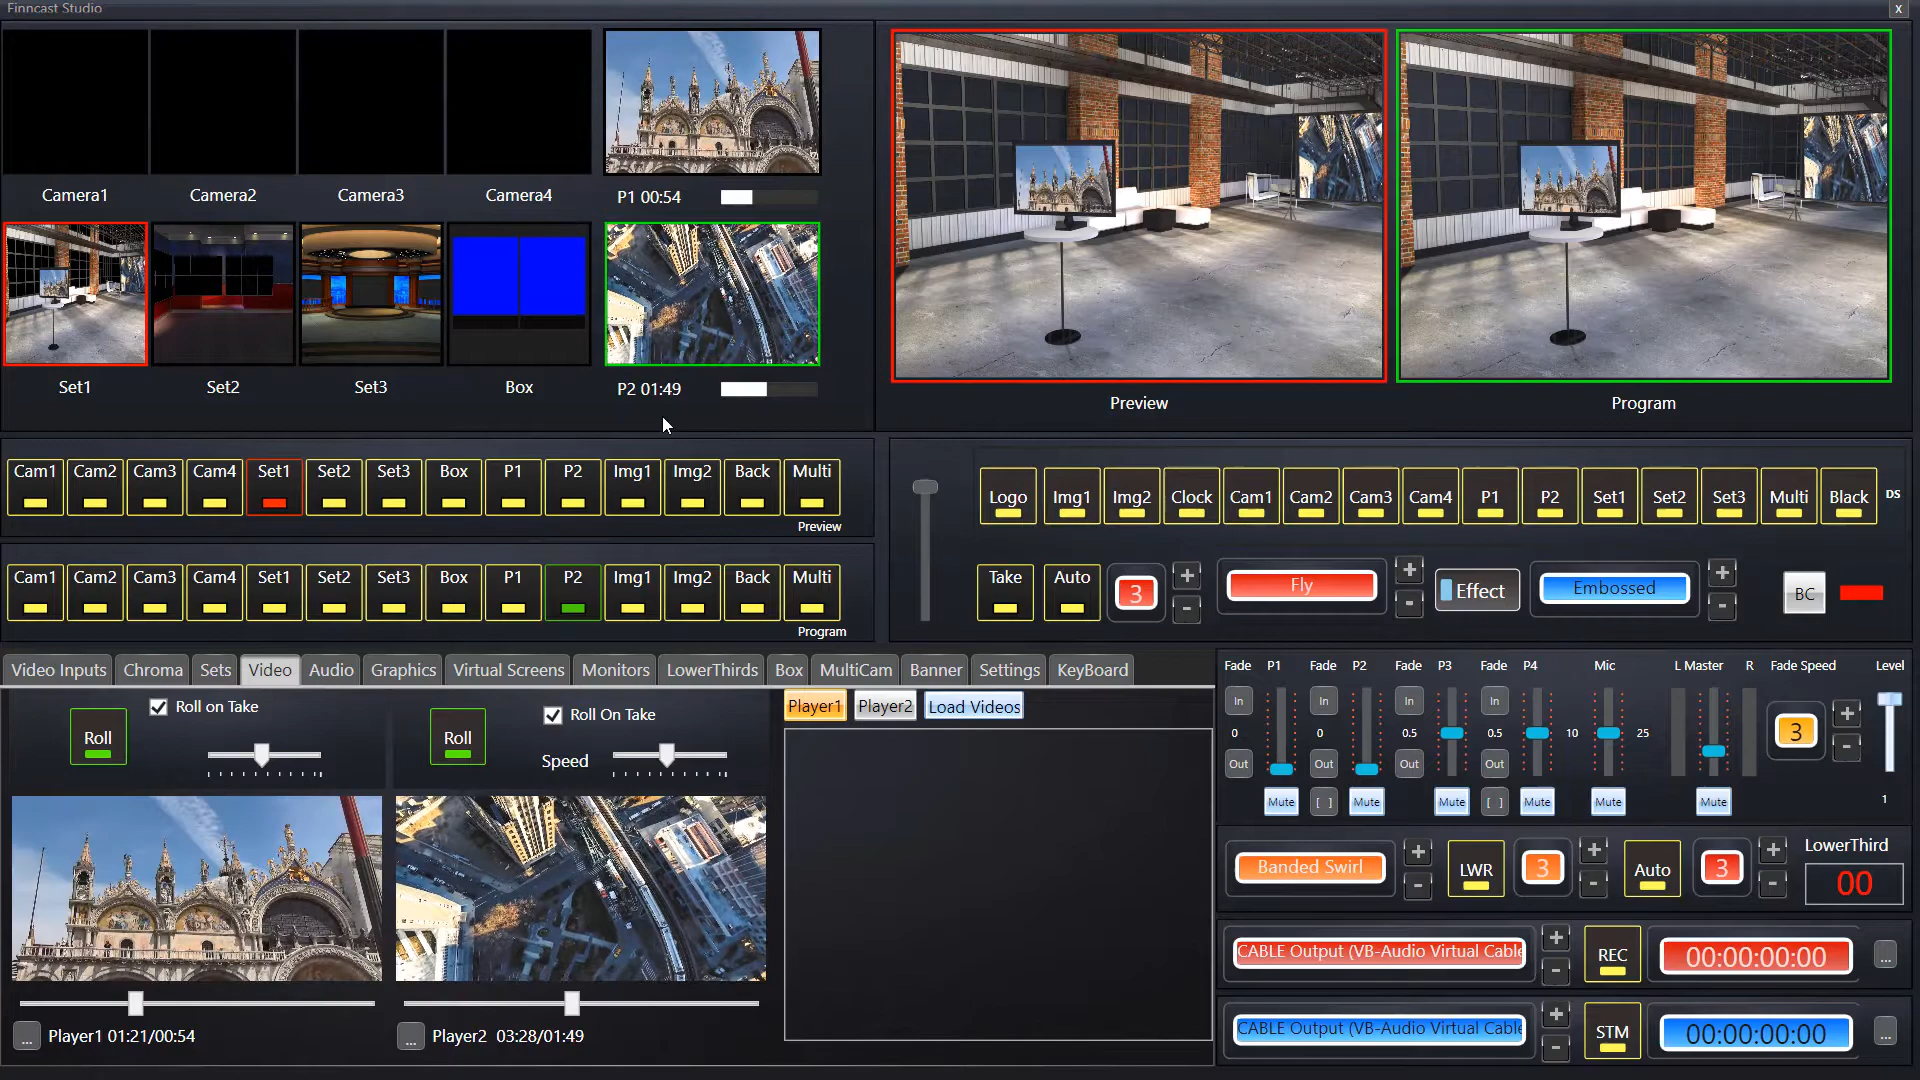 Finncast Studio
x
Camera1 Camera2 Camera3 Camera4 P1 00:54
Set1 Set2 Set3 Box P2 01:49
Preview Program
Cam1 Cam2 Cam3 Cam4 Set1 Set2 Set3 Box P1 P2 Img1 Img2 Back Multi
Preview
Cam1 Cam2 Cam3 Cam4 Set1 Set2 Set3 Box P1 P2 Img1 Img2 Back Multi
Program
Logo Img1 Img2 Clock Cam1 Cam2 Cam3 Cam4 P1 P2 Set1 Set2 Set3 Multi Black DS
Take Auto 3 + - Fly + - Effect Embossed + - BC
Video Inputs Chroma Sets Video Audio Graphics Virtual Screens Monitors LowerThirds Box MultiCam Banner Settings KeyBoard
Roll Roll on Take
Roll Roll On Take
Speed
Player1 Player2 Load Videos
... Player1 01:21/00:54
... Player2 03:28/01:49
Fade P1 Fade P2 Fade P3 Fade P4 Mic L Master R Fade Speed Level
In In In In
0 0 0.5 0.5 10 25 3 + -
Out Out Out Out
1
Mute [ ] Mute Mute [ ] Mute Mute Mute
Banded Swirl + - LWR 3 + - Auto 3 + - LowerThird
00
CABLE Output (VB-Audio Virtual Cable + - REC 00:00:00:00 ...
CABLE Output (VB-Audio Virtual Cable + - STM 00:00:00:00 ...